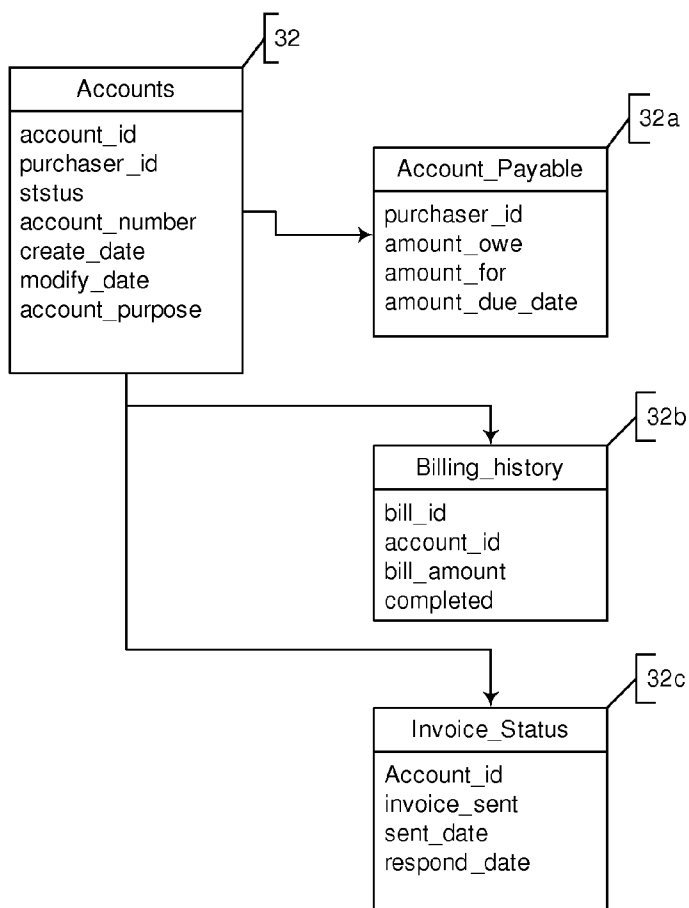 32
Accounts
account_id
purchaser_id
ststus
account_number
create_date
modify_date
account_purpose
32a
Account_Payable
purchaser_id
amount_owe
amount_for
amount_due_date
32b
Billing_history
bill_id
account_id
bill_amount
completed
32c
Invoice_Status
Account_id
invoice_sent
sent_date
respond_date